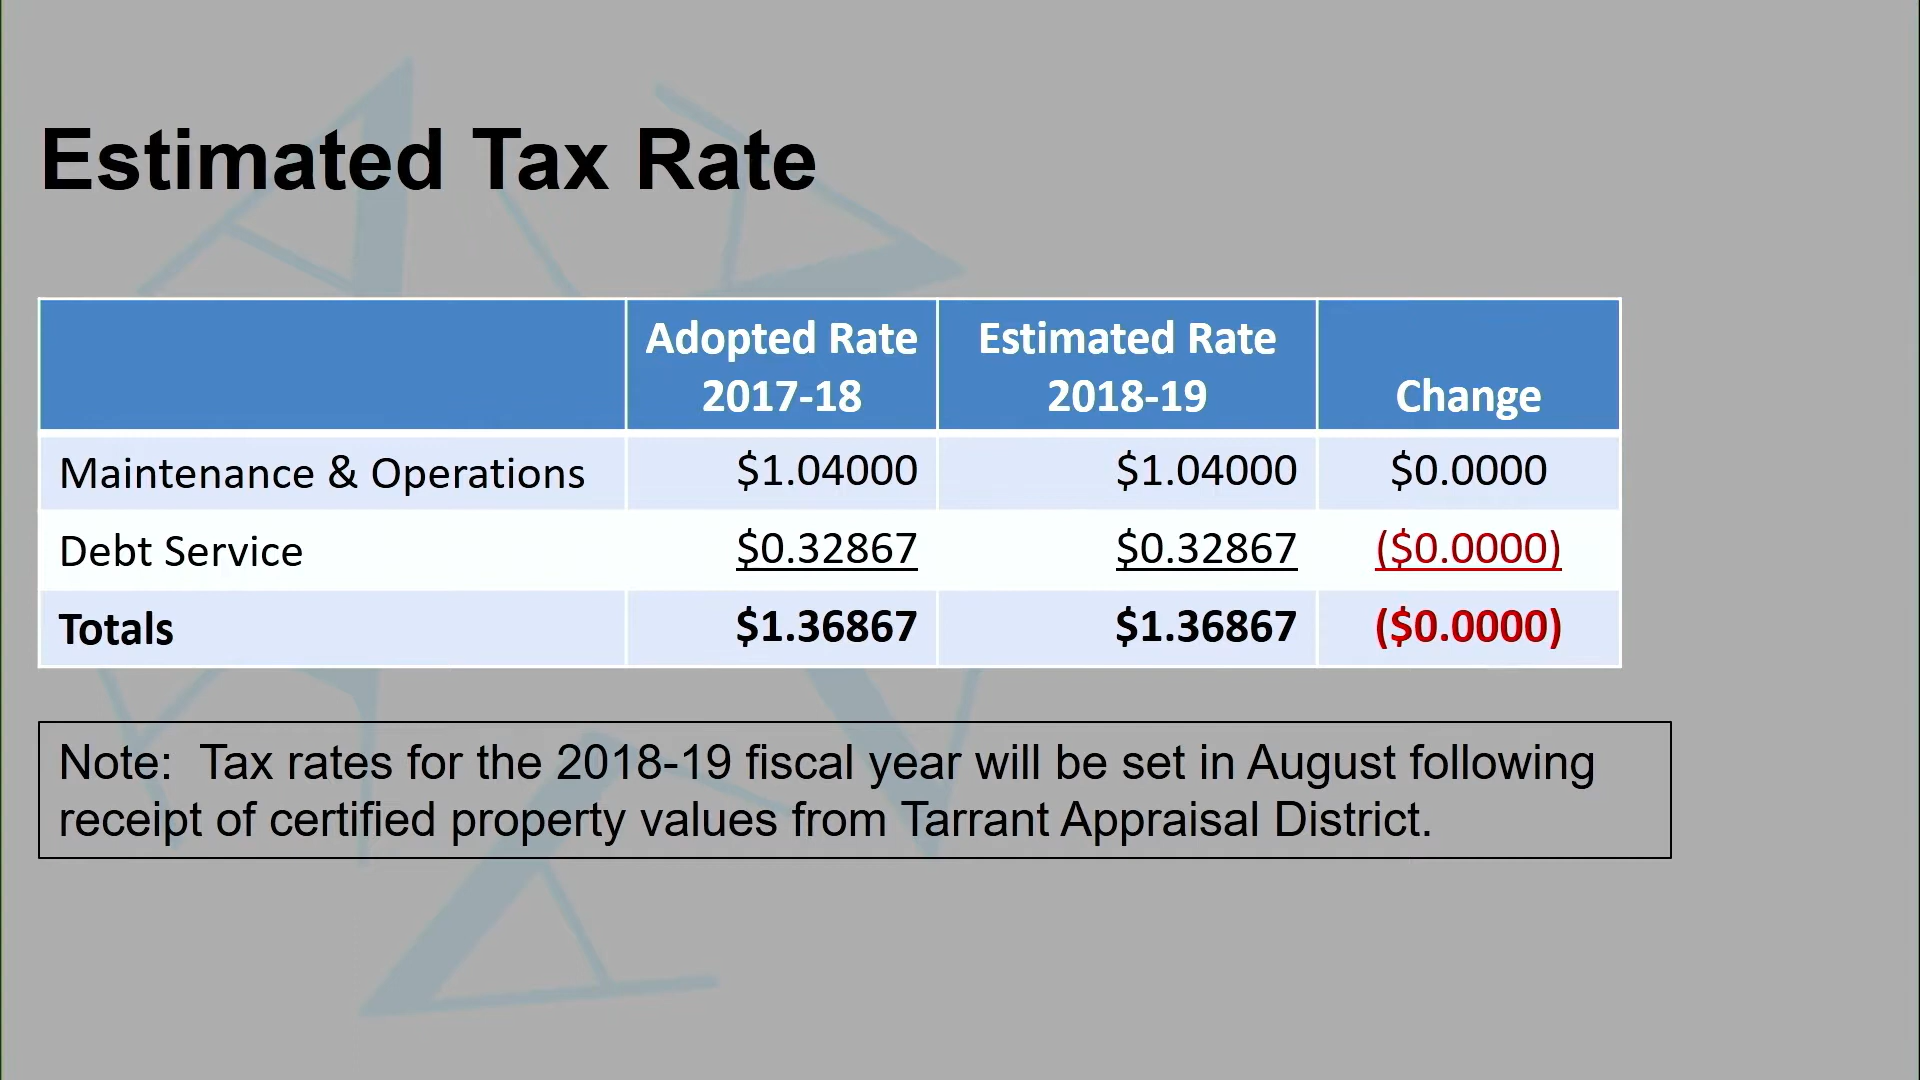 Estimated Tax Rate
Adopted Rate 2017-18 Estimated Rate 2018-19 Change
Maintenance & Operations $1.04000 $1.04000 $0.0000
Debt Service $0.32867 $0.32867 ($0.0000)
Totals $1.36867 $1.36867 ($0.0000)
Note: Tax rates for the 2018-19 fiscal year will be set in August following
receipt of certified property values from Tarrant Appraisal District.